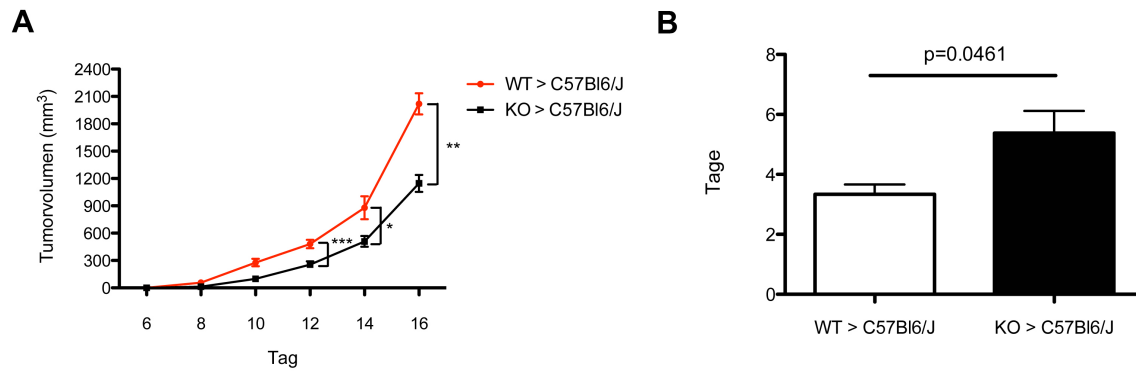 A
Tumorvolumen (mm³)
2400
2100
1800
1500
1200
900
600
300
0
6 8 10 12 14 16
Tag
WT > C57Bl6/J
KO > C57Bl6/J
***
*
**
B
Tage
8
6
4
2
0
p=0.0461
WT > C57Bl6/J KO > C57Bl6/J